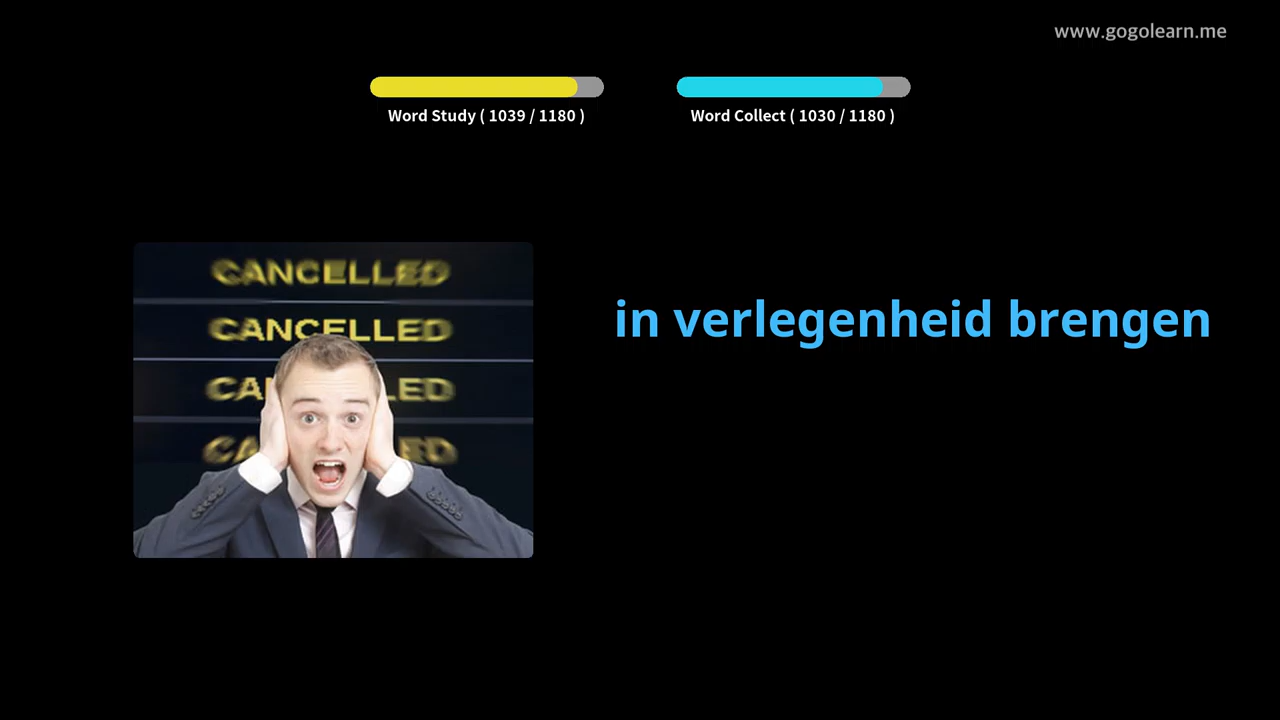 www.gogolearn.me
Word Study ( 1039 / 1180 )
Word Collect ( 1030 / 1180 )
CANCELLED
CANCELLED
in verlegenheid brengen